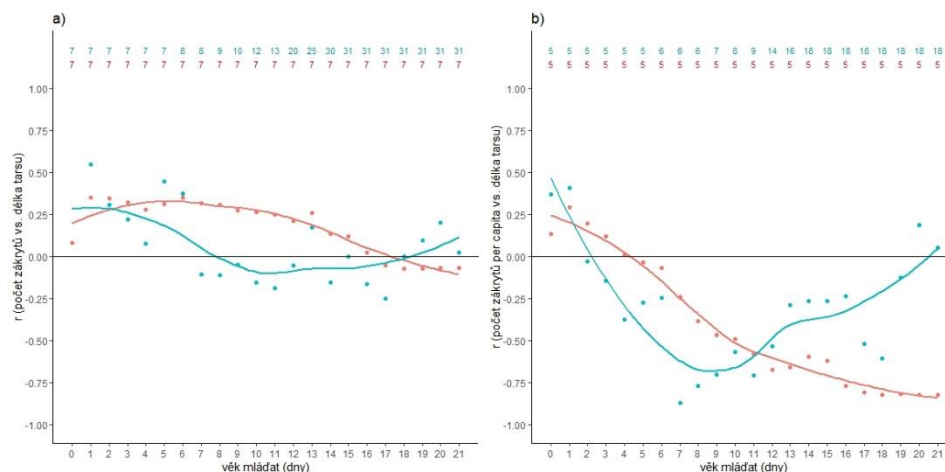 a)
7 7 7 7 7 7 8 8 9 10 12 13 20 25 30 31 31 31 31 31 31 31
7 7 7 7 7 7 7 7 7 7 7 7 7 7 7 7 7 7 7 7 7 7
1.00
0.75
0.50
0.25
0.00
-0.25
-0.50
-0.75
-1.00
r (počet zákrytů vs. délka tarsu)
0 1 2 3 4 5 6 7 8 9 10 11 12 13 14 15 16 17 18 19 20 21
věk mláďat (dny)
b)
5 5 5 5 5 5 6 6 7 8 9 14 16 18 18 18 18 18 18 18 18
5 5 5 5 5 5 5 5 5 5 5 5 5 5 5 5 5 5 5 5 5 5
1.00
0.75
0.50
0.25
0.00
-0.25
-0.50
-0.75
-1.00
r (počet zákrytů per capita vs. délka tarsu)
0 1 2 3 4 5 6 7 8 9 10 11 12 13 14 15 16 17 18 19 20 21
věk mláďat (dny)